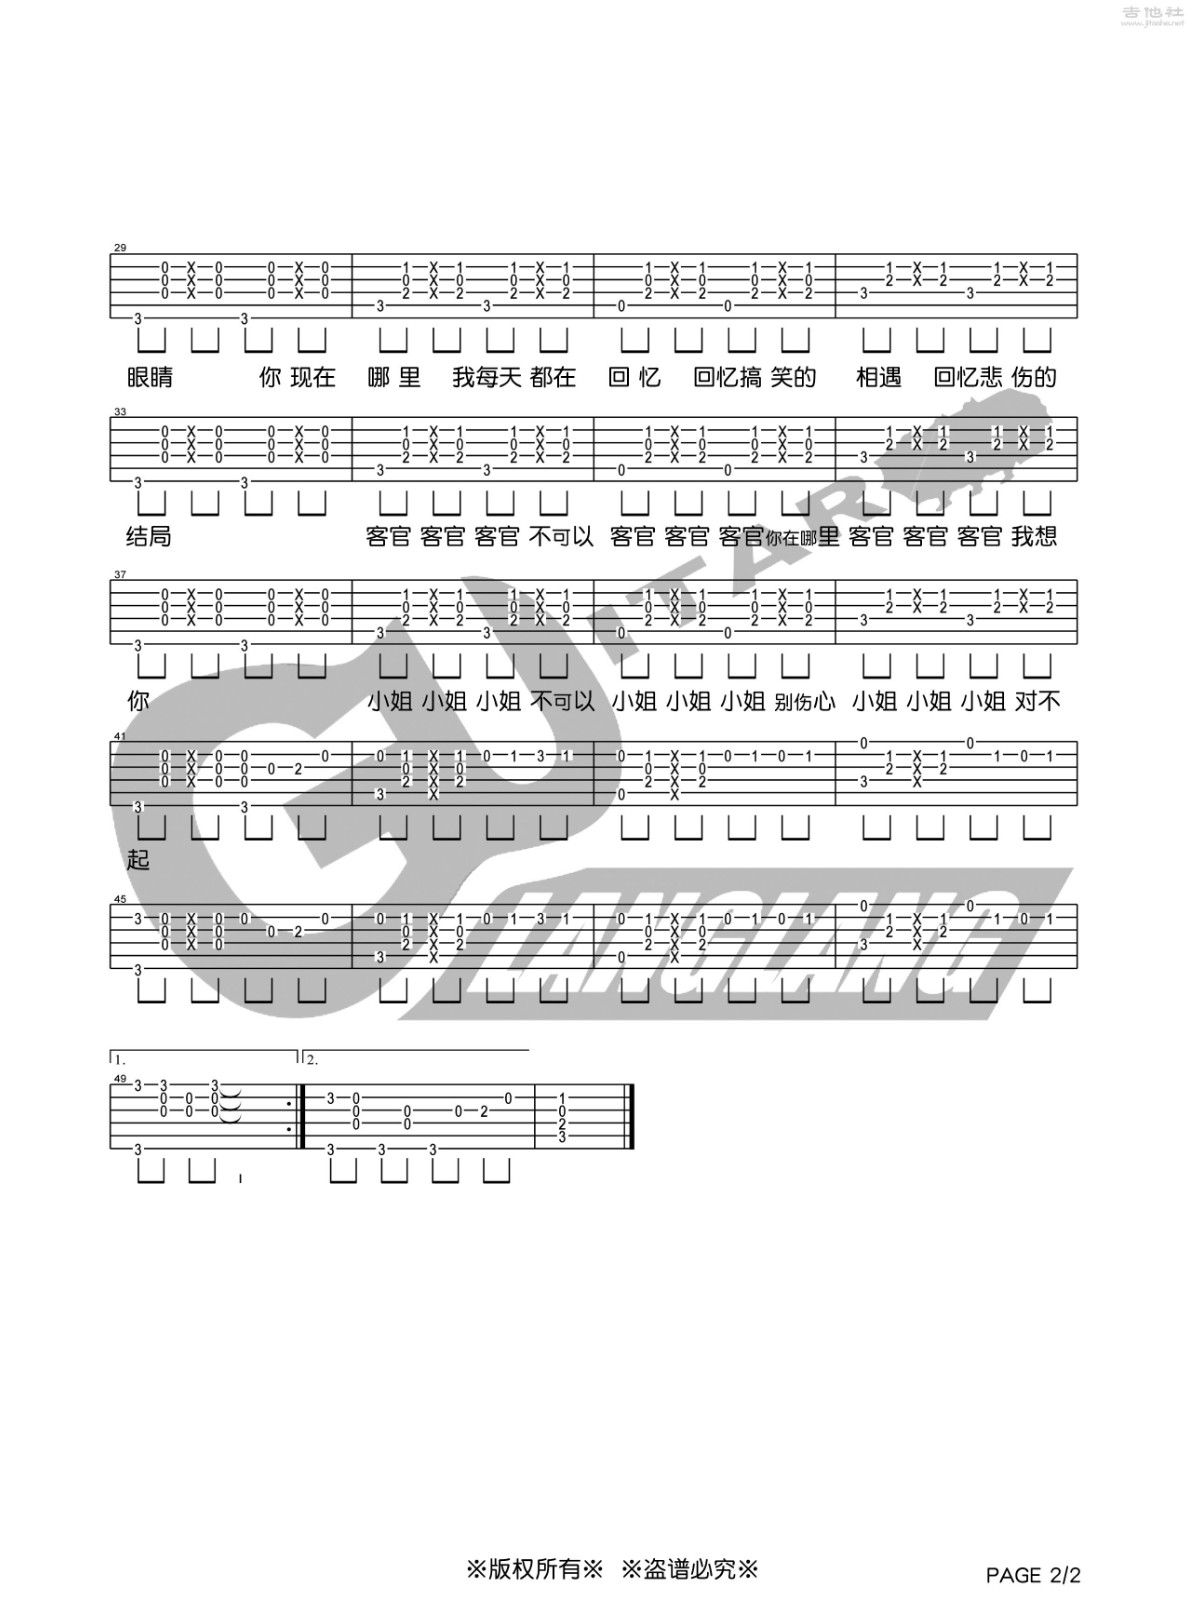 吉他社
www.jitashe.net
29
眼睛 你 现在 哪里 我每天 都在 回忆 回忆搞 笑的 相遇 回忆悲 伤的
33
结局 客官 客官 客官 不可以 客官 客官 客官 你在哪里 客官 客官 客官 我想
37
你 小姐 小姐 小姐 不可以 小姐 小姐 小姐 别伤心 小姐 小姐 小姐 对不
41
起
45
GUITAR
LANGLANG
1. 2.
49
※版权所有※ ※盗谱必究※
PAGE 2/2